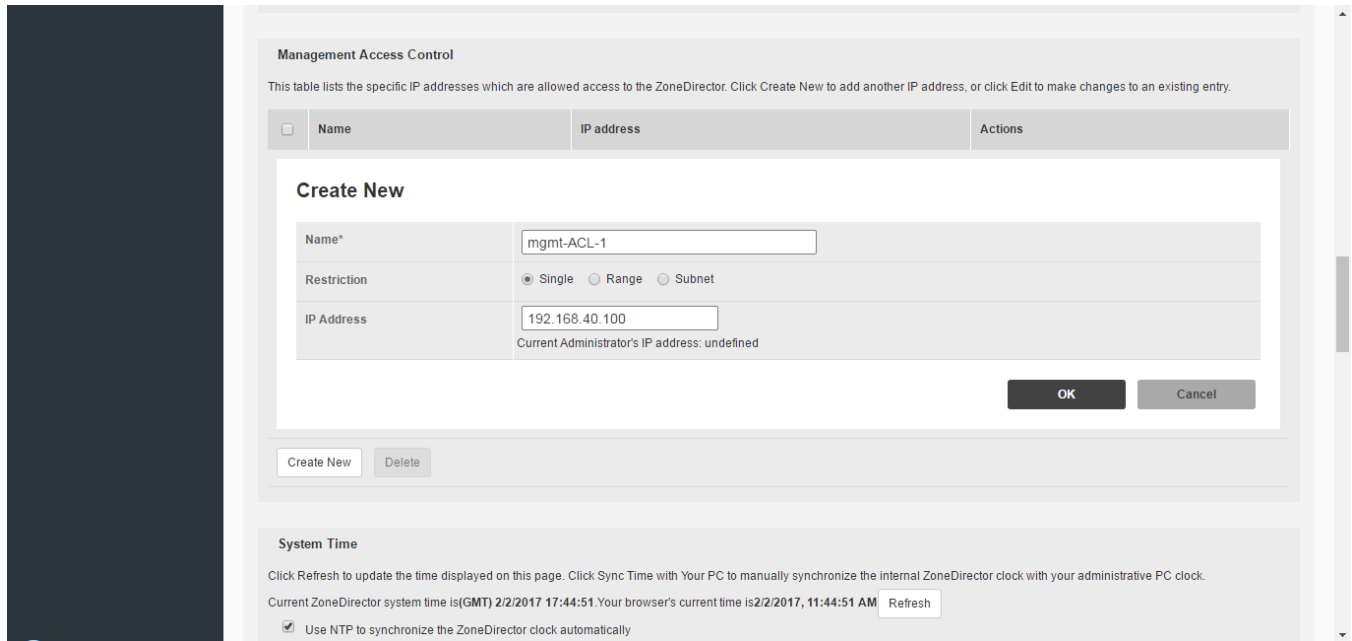 Management Access Control
This table lists the specific IP addresses which are allowed access to the ZoneDirector. Click Create New to add another IP address, or click Edit to make changes to an existing entry.
Name IP address Actions
Create New
Name* mgmt-ACL-1
Restriction Single Range Subnet
IP Address 192.168.40.100
Current Administrator's IP address: undefined
OK Cancel
Create New Delete
System Time
Click Refresh to update the time displayed on this page. Click Sync Time with Your PC to manually synchronize the internal ZoneDirector clock with your administrative PC clock.
Current ZoneDirector system time is(GMT) 2/2/2017 17:44:51.Your browser's current time is2/2/2017, 11:44:51 AM Refresh
Use NTP to synchronize the ZoneDirector clock automatically